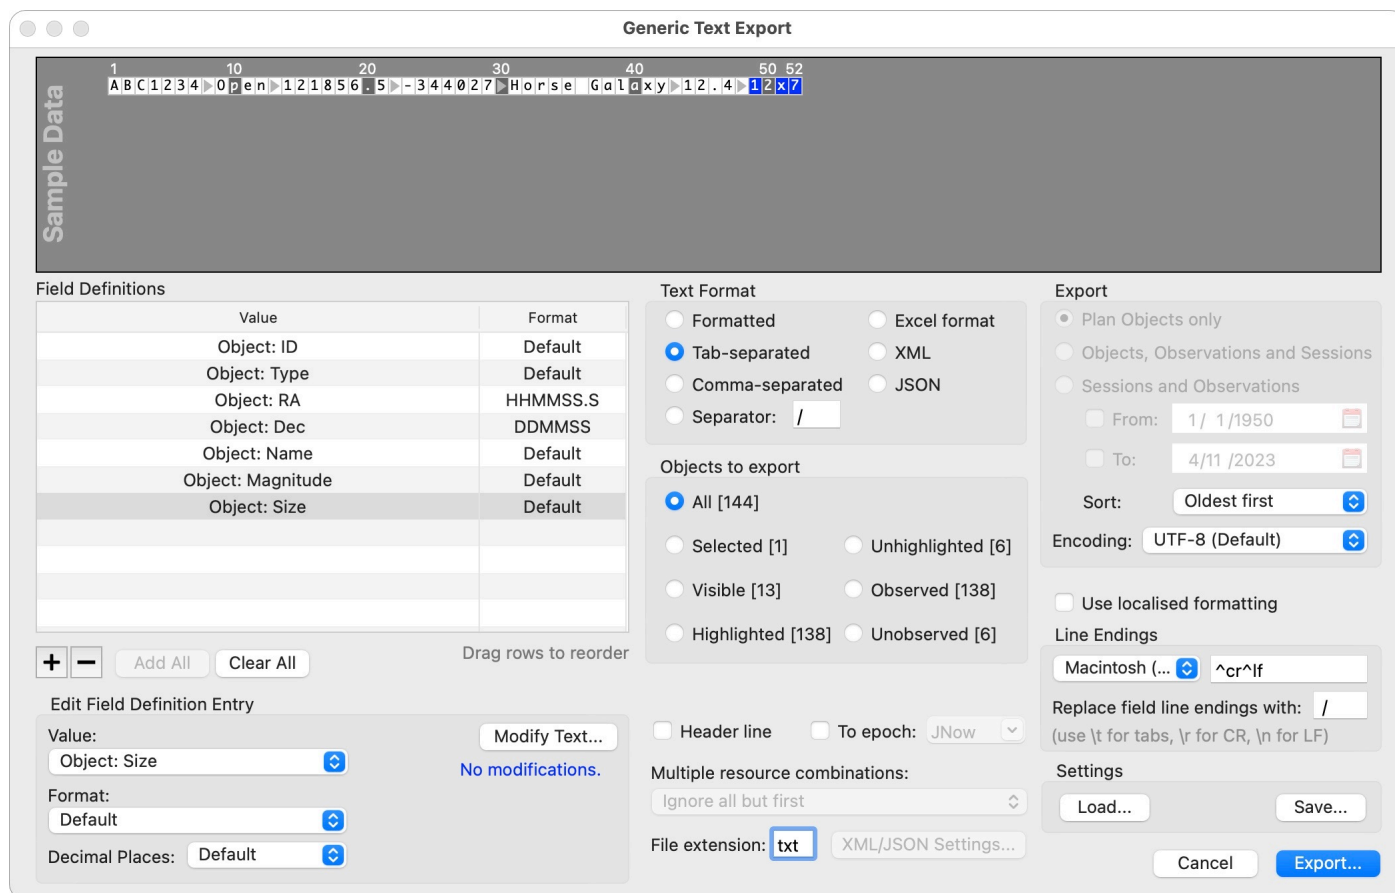 Generic Text Export
Sample Data
1 10 20 30 40 50 52
ABC1234▶Open▶121856.5▶-344027▶Horse Galaxy▶12.4▶12x7
Field Definitions
Value Format
Object: ID Default
Object: Type Default
Object: RA HHMMSS.S
Object: Dec DDMMSS
Object: Name Default
Object: Magnitude Default
Object: Size Default
+ − Add All Clear All
Drag rows to reorder
Edit Field Definition Entry
Value:
Object: Size
Modify Text...
No modifications.
Format:
Default
Decimal Places: Default
Text Format
Formatted Excel format
Tab-separated XML
Comma-separated JSON
Separator: /
Objects to export
All [144]
Selected [1] Unhighlighted [6]
Visible [13] Observed [138]
Highlighted [138] Unobserved [6]
Header line To epoch: JNow
Multiple resource combinations:
Ignore all but first
File extension: txt XML/JSON Settings...
Export
Plan Objects only
Objects, Observations and Sessions
Sessions and Observations
From: 1/ 1/1950
To: 4/11 /2023
Sort: Oldest first
Encoding: UTF-8 (Default)
Use localised formatting
Line Endings
Macintosh (... ^cr^lf
Replace field line endings with: /
(use \t for tabs, \r for CR, \n for LF)
Settings
Load... Save...
Cancel Export...